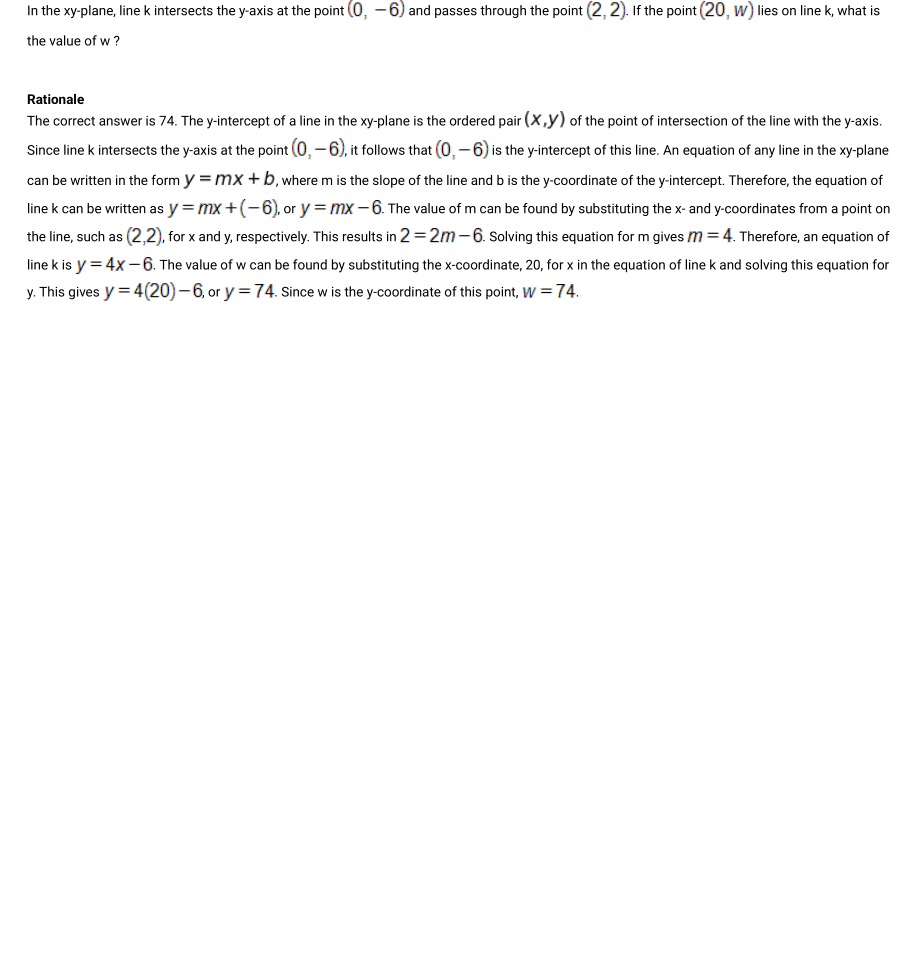 In the xy-plane, line k intersects the y-axis at the point (0, −6) and passes through the point (2, 2). If the point (20, w) lies on line k, what is
the value of w ?
Rationale
The correct answer is 74. The y-intercept of a line in the xy-plane is the ordered pair (x,y) of the point of intersection of the line with the y-axis.
Since line k intersects the y-axis at the point (0,−6), it follows that (0,−6) is the y-intercept of this line. An equation of any line in the xy-plane
can be written in the form y = mx + b, where m is the slope of the line and b is the y-coordinate of the y-intercept. Therefore, the equation of
line k can be written as y = mx + (−6), or y = mx − 6. The value of m can be found by substituting the x- and y-coordinates from a point on
the line, such as (2,2), for x and y, respectively. This results in 2 = 2m − 6. Solving this equation for m gives m = 4. Therefore, an equation of
line k is y = 4x − 6. The value of w can be found by substituting the x-coordinate, 20, for x in the equation of line k and solving this equation for
y. This gives y = 4(20) − 6, or y = 74. Since w is the y-coordinate of this point, w = 74.